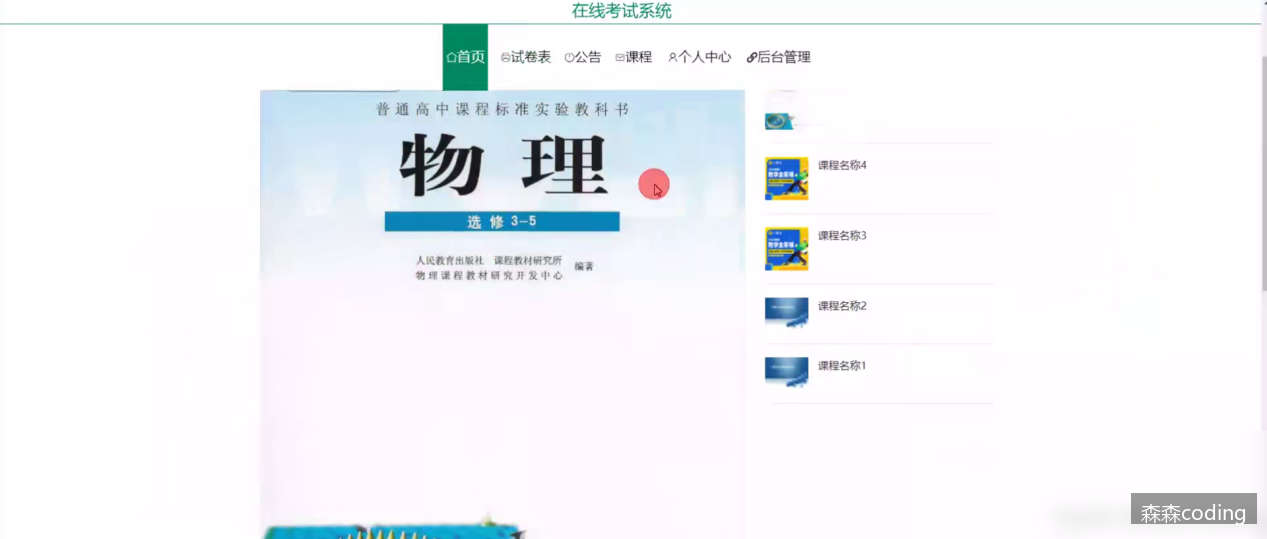 在线考试系统
首页 试卷表 公告 课程 个人中心 后台管理
普通高中课程标准实验教科书
物理
选修 3-5
人民教育出版社 课程教材研究所
物理课程教材研究开发中心
编著
课程名称4
课程名称3
课程名称2
课程名称1
森森coding